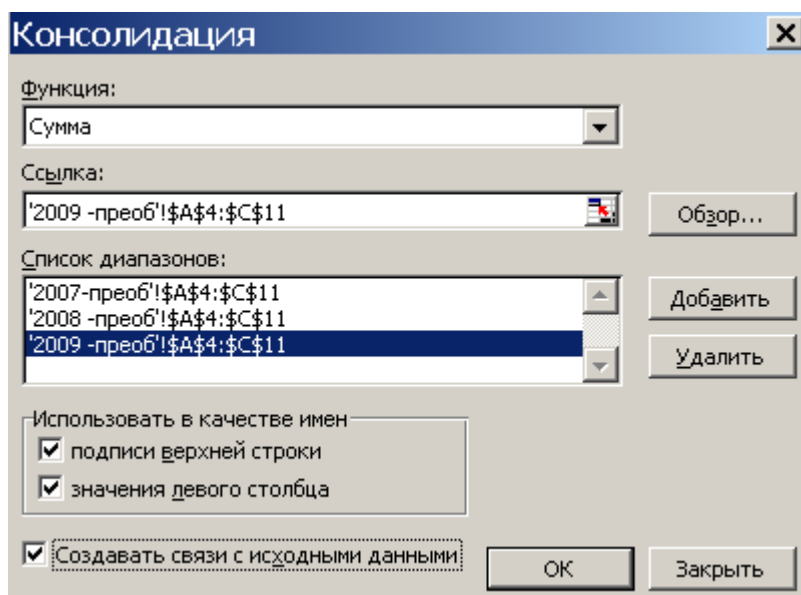 Консолидация
Функция:
Сумма
Ссылка:
'2009 -преоб'!$A$4:$C$11
Обзор...
Список диапазонов:
'2007-преоб'!$A$4:$C$11
'2008 -преоб'!$A$4:$C$11
'2009 -преоб'!$A$4:$C$11
Добавить
Удалить
Использовать в качестве имен
подписи верхней строки
значения левого столбца
Создавать связи с исходными данными
ОК
Закрыть